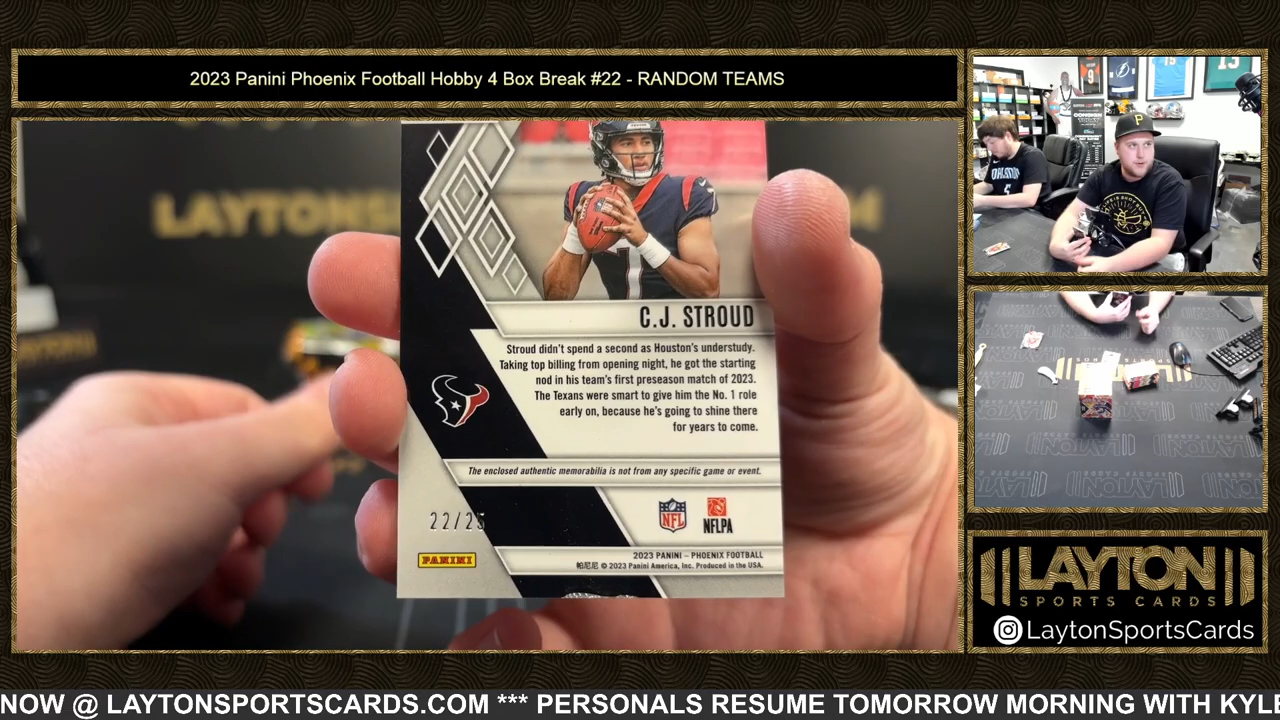 2023 Panini Phoenix Football Hobby 4 Box Break #22 - RANDOM TEAMS
LAYTON
C.J. STROUD
Stroud didn't spend a second as Houston's understudy.
Taking top billing from opening night, he got the starting
nod in his team's first preseason match of 2023.
The Texans were smart to give him the No. 1 role
early on, because he's going to shine there
for years to come.
The enclosed authentic memorabilia is not from any specific game or event.
22/25
NFL
NFLPA
PANINI
2023 PANINI – PHOENIX FOOTBALL
帕尼尼 © 2023 Panini America, Inc. Produced in the USA.
LAYTON
SPORTS CARDS
LaytonSportsCards
NOW @ LAYTONSPORTSCARDS.COM *** PERSONALS RESUME TOMORROW MORNING WITH KYLE